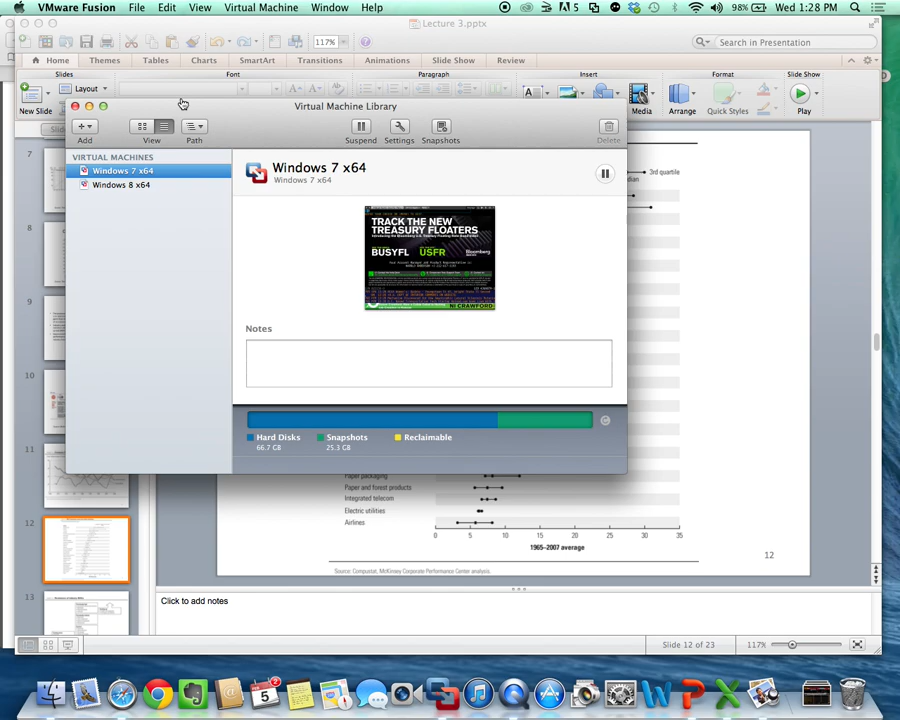 VMware Fusion File Edit View Virtual Machine Window Help 5 98% Wed 1:28 PM
Lecture 3.pptx
117% Search in Presentation
Home Themes Tables Charts SmartArt Transitions Animations Slide Show Review
Slides Font Paragraph Insert Format Slide Show
Layout
New Slide Media Arrange Quick Styles Play
Virtual Machine Library
Add View Path Suspend Settings Snapshots Delete
VIRTUAL MACHINES
Windows 7 x64
Windows 8 x64
Windows 7 x64
Windows 7 x64
TRACK THE NEW
TREASURY FLOATERS
BUSYFL USFR Bloomberg
NI CRAWFORD
Notes
Hard Disks
66.7 GB
Snapshots
25.3 GB
Reclaimable
7
8
9
10
11
12
13
3rd quartile
Paper packaging
Paper and forest products
Integrated telecom
Electric utilities
Airlines
0 5 10 15 20 25 30 35
1965–2007 average
12
Source: Compustat, McKinsey Corporate Performance Center analysis.
Click to add notes
Slide 12 of 23 117%